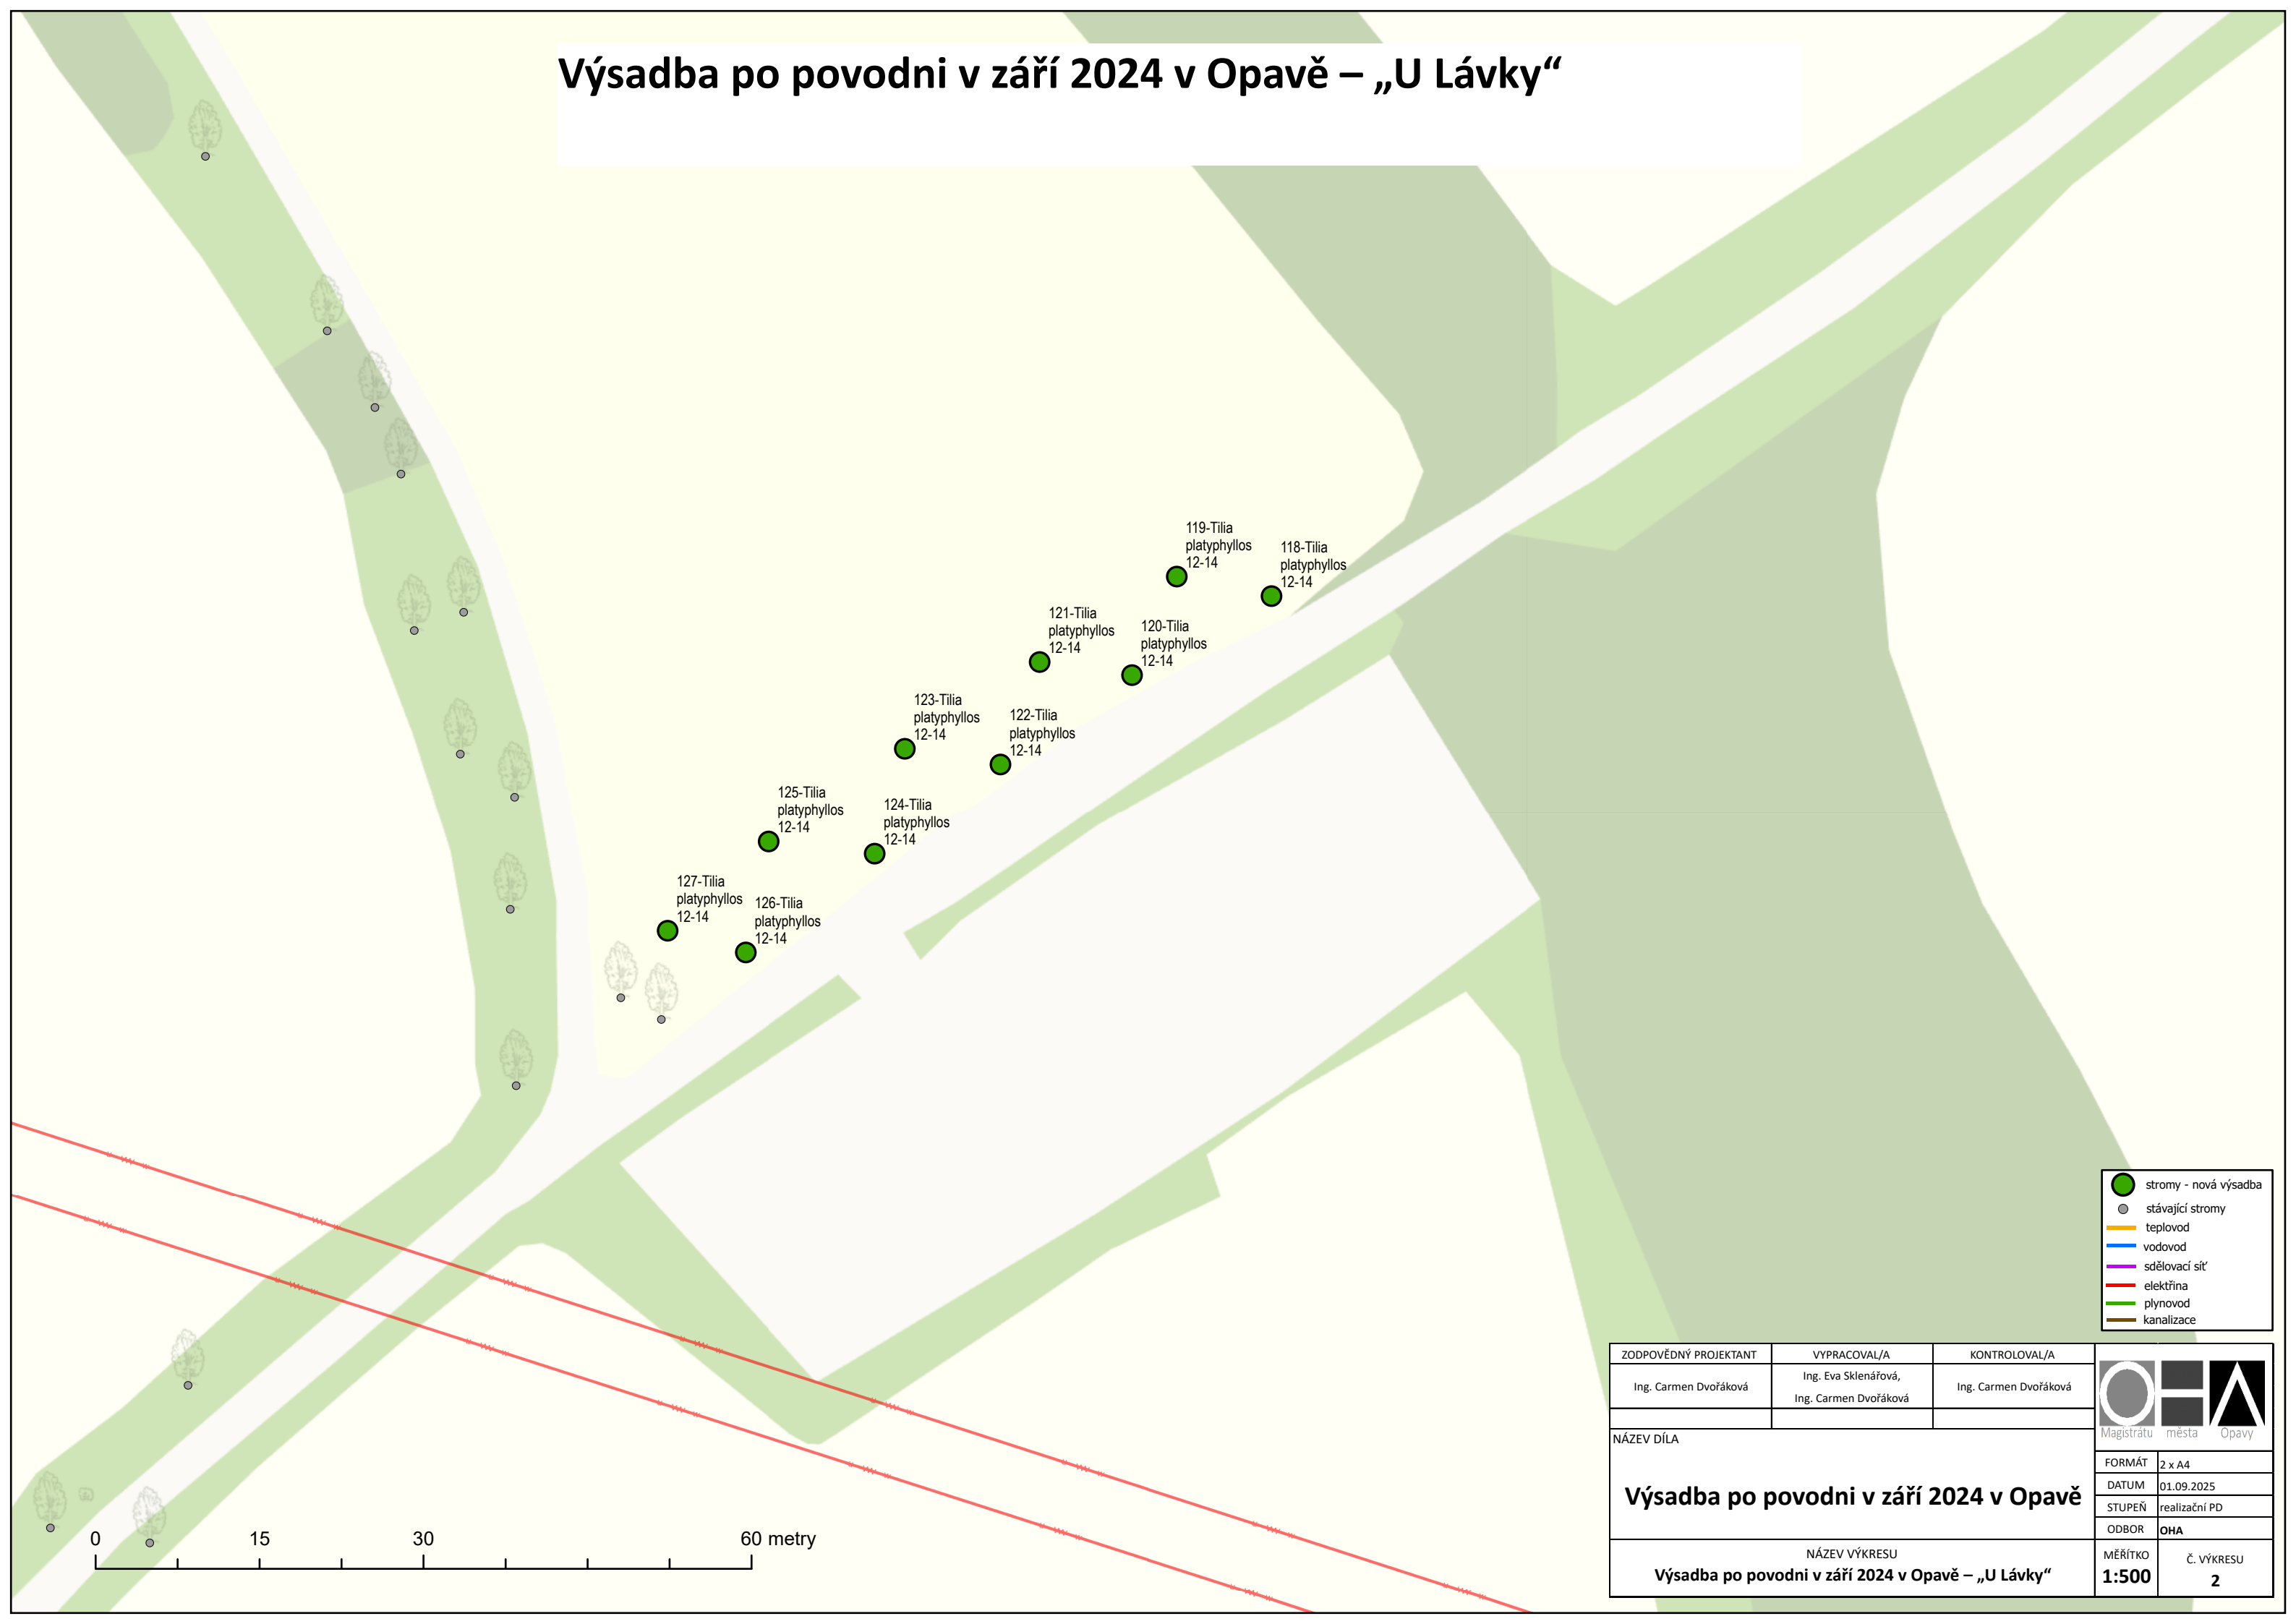 Výsadba po povodni v září 2024 v Opavě – „U Lávky“
119-Tilia
platyphyllos
12-14
118-Tilia
platyphyllos
12-14
121-Tilia
platyphyllos
12-14
120-Tilia
platyphyllos
12-14
123-Tilia
platyphyllos
12-14
122-Tilia
platyphyllos
12-14
125-Tilia
platyphyllos
12-14
124-Tilia
platyphyllos
12-14
127-Tilia
platyphyllos
12-14
126-Tilia
platyphyllos
12-14
stromy - nová výsadba
stávající stromy
teplovod
vodovod
sdělovací síť
elektřina
plynovod
kanalizace
0 15 30 60 metry
ZODPOVĚDNÝ PROJEKTANT VYPRACOVAL/A KONTROLOVAL/A
Ing. Carmen Dvořáková Ing. Eva Sklenářová, Ing. Carmen Dvořáková
Ing. Carmen Dvořáková
OHA
Magistrátu města Opavy
NÁZEV DÍLA
Výsadba po povodni v září 2024 v Opavě
FORMÁT 2 x A4
DATUM 01.09.2025
STUPEŇ realizační PD
ODBOR OHA
NÁZEV VÝKRESU
Výsadba po povodni v září 2024 v Opavě – „U Lávky“
MĚŘÍTKO
1:500
Č. VÝKRESU
2